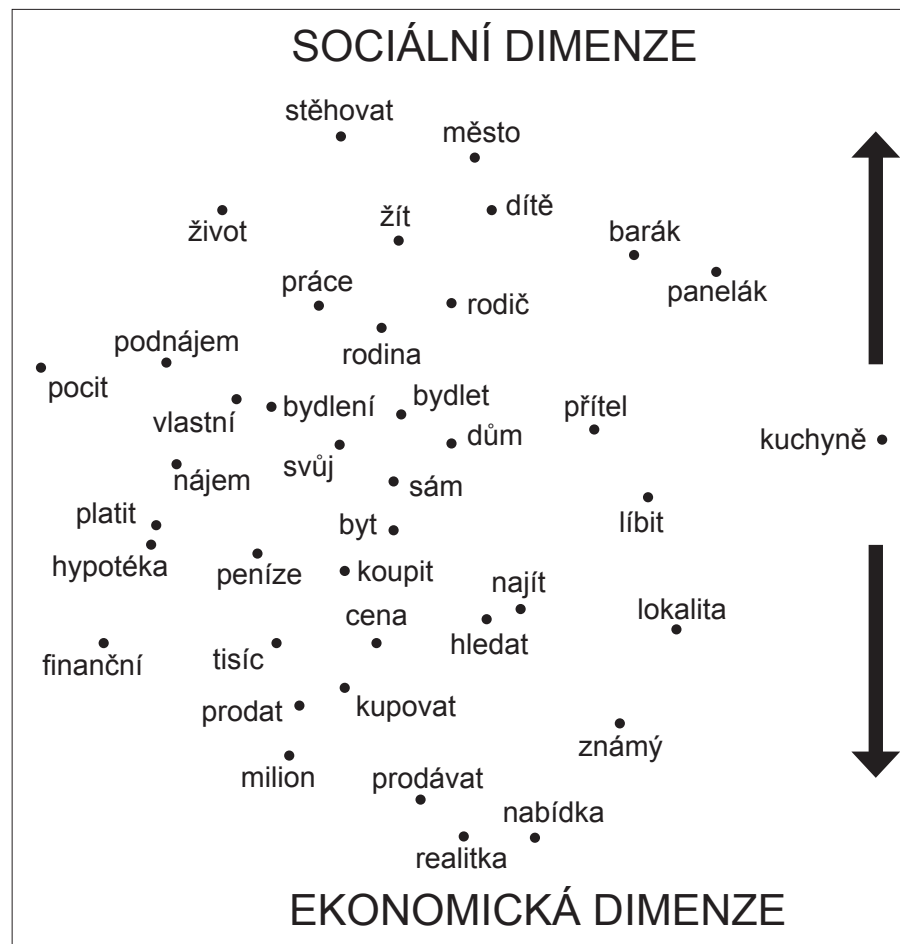 SOCIÁLNÍ DIMENZE
stěhovat
město
život
žít
dítě
barák
panelák
práce
rodič
podnájem
rodina
pocit
vlastní
bydlení
bydlet
přítel
kuchyně
svůj
dům
nájem
sám
líbit
platit
byt
hypotéka
peníze
koupit
najít
cena
hledat
lokalita
finanční
tisíc
prodat
kupovat
známý
milion
prodávat
nabídka
realitka
EKONOMICKÁ DIMENZE